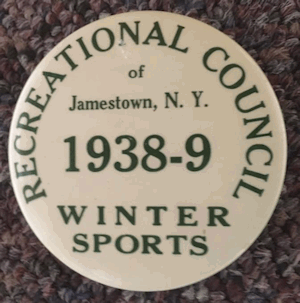 RECREATIONAL COUNCIL
of
Jamestown, N. Y.
1938-9
WINTER
SPORTS